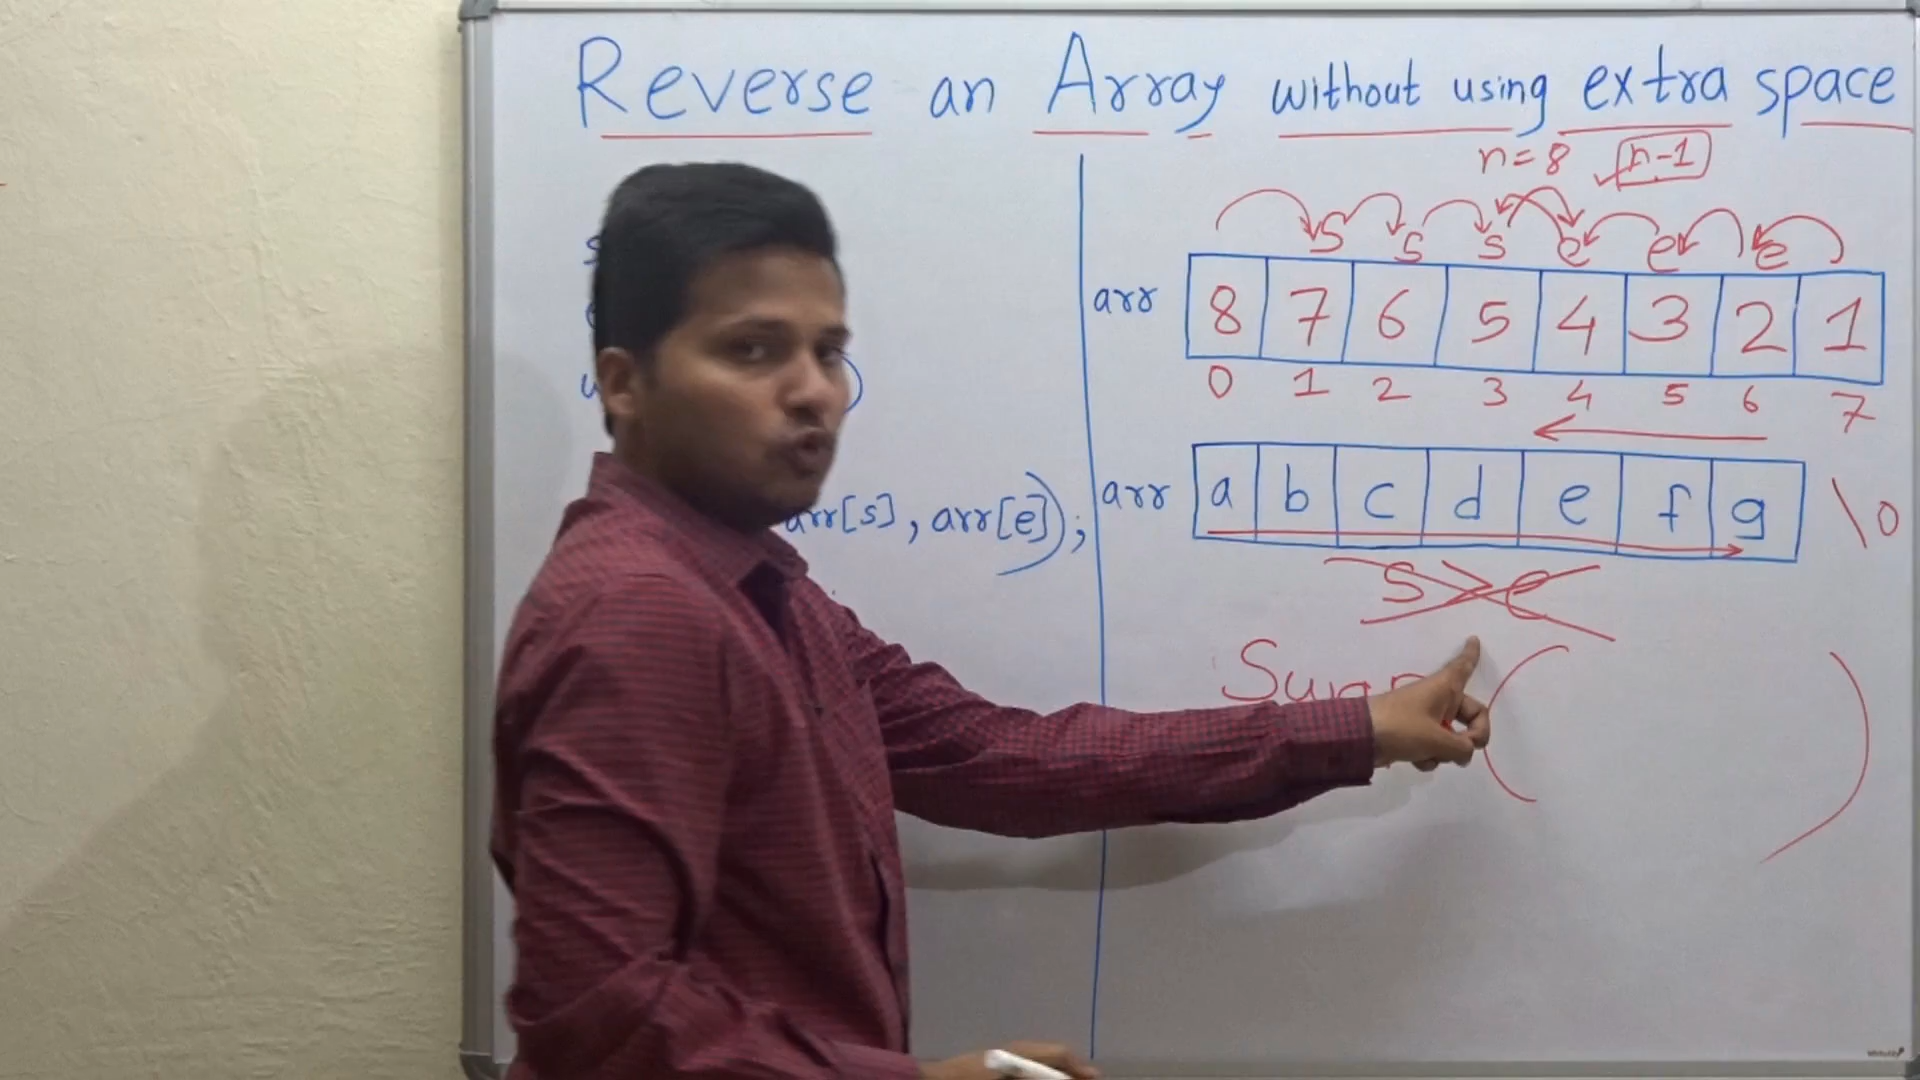 Reverse an Array without using extra space
n=8 n-1
s s s e e e
arr 8 7 6 5 4 3 2 1
0 1 2 3 4 5 6 7
arr[s], arr[e]);
arr a b c d e f g \0
s>e
Swap ( )